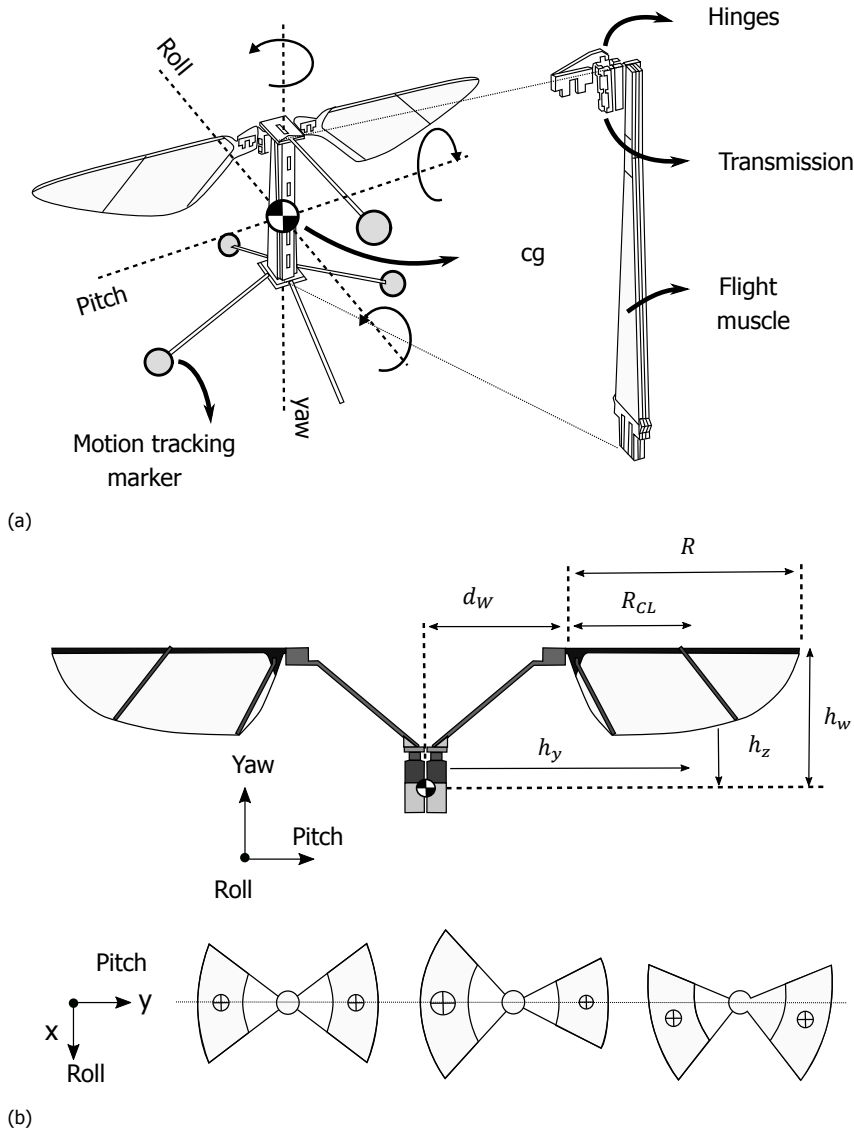 Hinges
Roll
Transmission
cg
Pitch
Flight
muscle
yaw
Motion tracking
marker
(a)
R
d_W
R_CL
h_w
h_y
h_z
Yaw
Pitch
Roll
Pitch
y
x
Roll
(b)